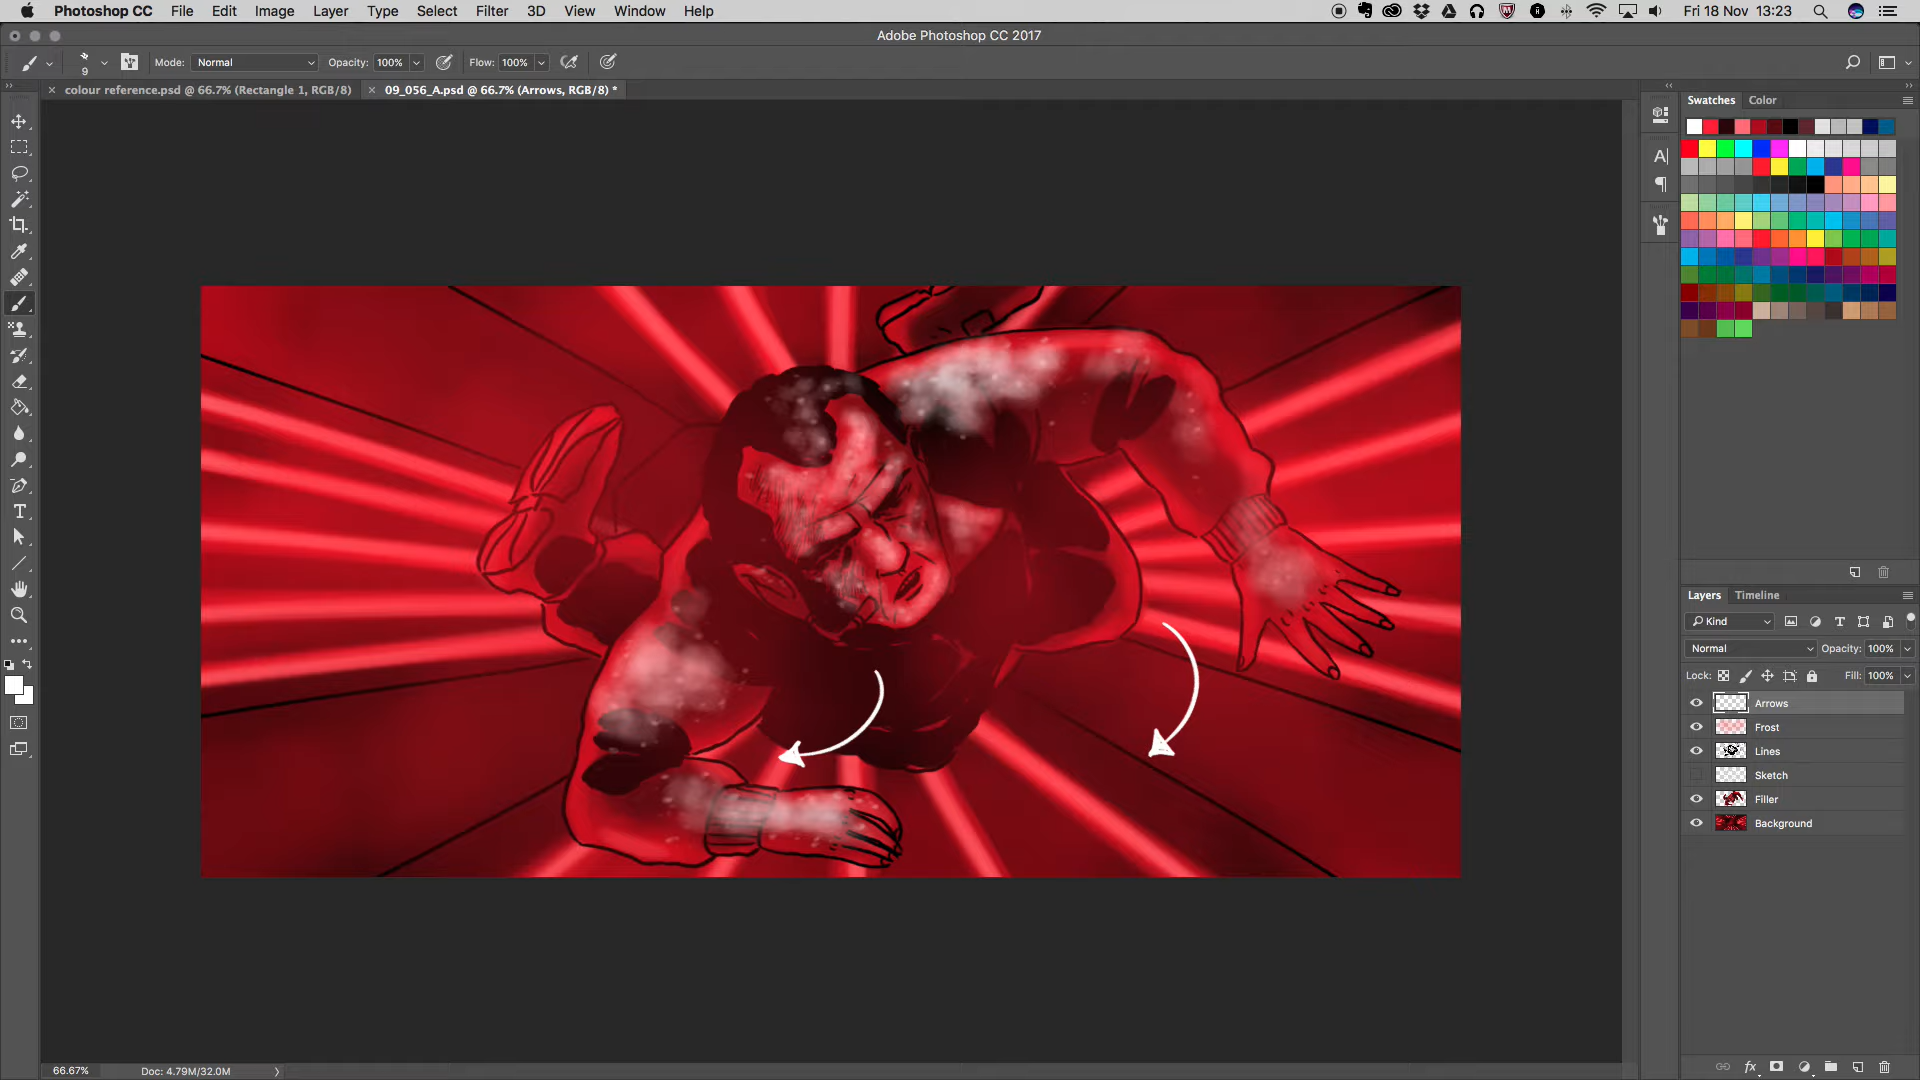 Photoshop CC File Edit Image Layer Type Select Filter 3D View Window Help Fri 18 Nov 13:23
Adobe Photoshop CC 2017
9 Mode: Normal Opacity: 100% Flow: 100%
colour reference.psd @ 66.7% (Rectangle 1, RGB/8) 09_056_A.psd @ 66.7% (Arrows, RGB/8) *
Swatches Color
Layers Timeline
Kind
Normal Opacity: 100%
Lock: Fill: 100%
Arrows
Frost
Lines
Sketch
Filler
Background
66.67% Doc: 4.79M/32.0M